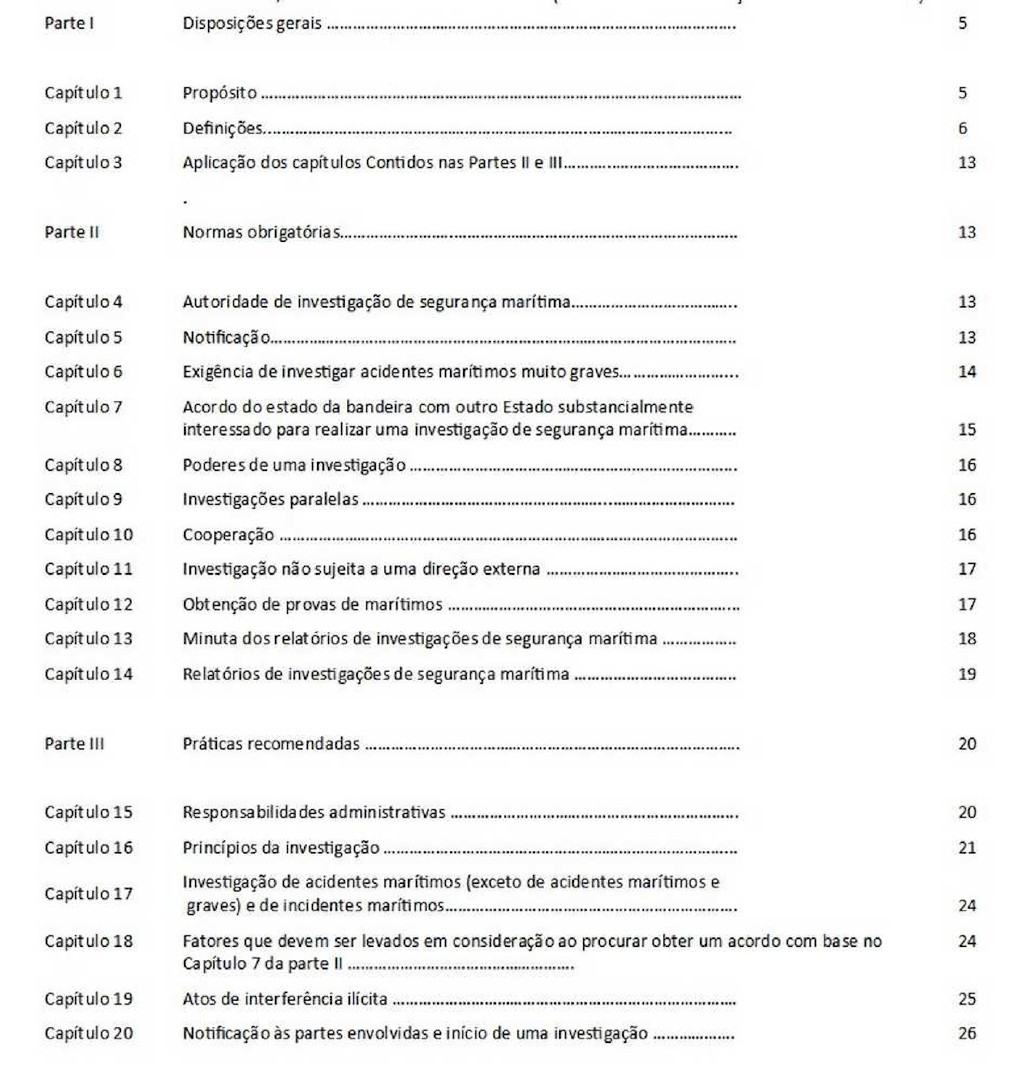 Parte I Disposições gerais ........................................................................................ 5
Capítulo 1 Propósito ........................................................................................ 5
Capítulo 2 Definições........................................................................................ 6
Capítulo 3 Aplicação dos capítulos Contidos nas Partes II e III........................................ 13
.
Parte II Normas obrigatórias........................................................................................ 13
Capítulo 4 Autoridade de investigação de segurança marítima...................................... 13
Capítulo 5 Notificação........................................................................................ 13
Capítulo 6 Exigência de investigar acidentes marítimos muito graves........................... 14
Capítulo 7 Acordo do estado da bandeira com outro Estado substancialmente
interessado para realizar uma investigação de segurança marítima........... 15
Capítulo 8 Poderes de uma investigação ........................................................................ 16
Capítulo 9 Investigações paralelas ........................................................................ 16
Capítulo 10 Cooperação ........................................................................................ 16
Capítulo 11 Investigação não sujeita a uma direção externa ............................................ 17
Capítulo 12 Obtenção de provas de marítimos ................................................................ 17
Capítulo 13 Minuta dos relatórios de investigações de segurança marítima ................. 18
Capítulo 14 Relatórios de investigações de segurança marítima ..................................... 19
Parte III Práticas recomendadas ........................................................................ 20
Capítulo 15 Responsabilidades administrativas ................................................................ 20
Capítulo 16 Princípios da investigação ........................................................................ 21
Capítulo 17 Investigação de acidentes marítimos (exceto de acidentes marítimos e
graves) e de incidentes marítimos................................................................ 24
Capitulo 18 Fatores que devem ser levados em consideração ao procurar obter um acordo com base no 24
Capítulo 7 da parte II ....................................................
Capítulo 19 Atos de interferência ilícita ........................................................................ 25
Capítulo 20 Notificação às partes envolvidas e início de uma investigação ................... 26